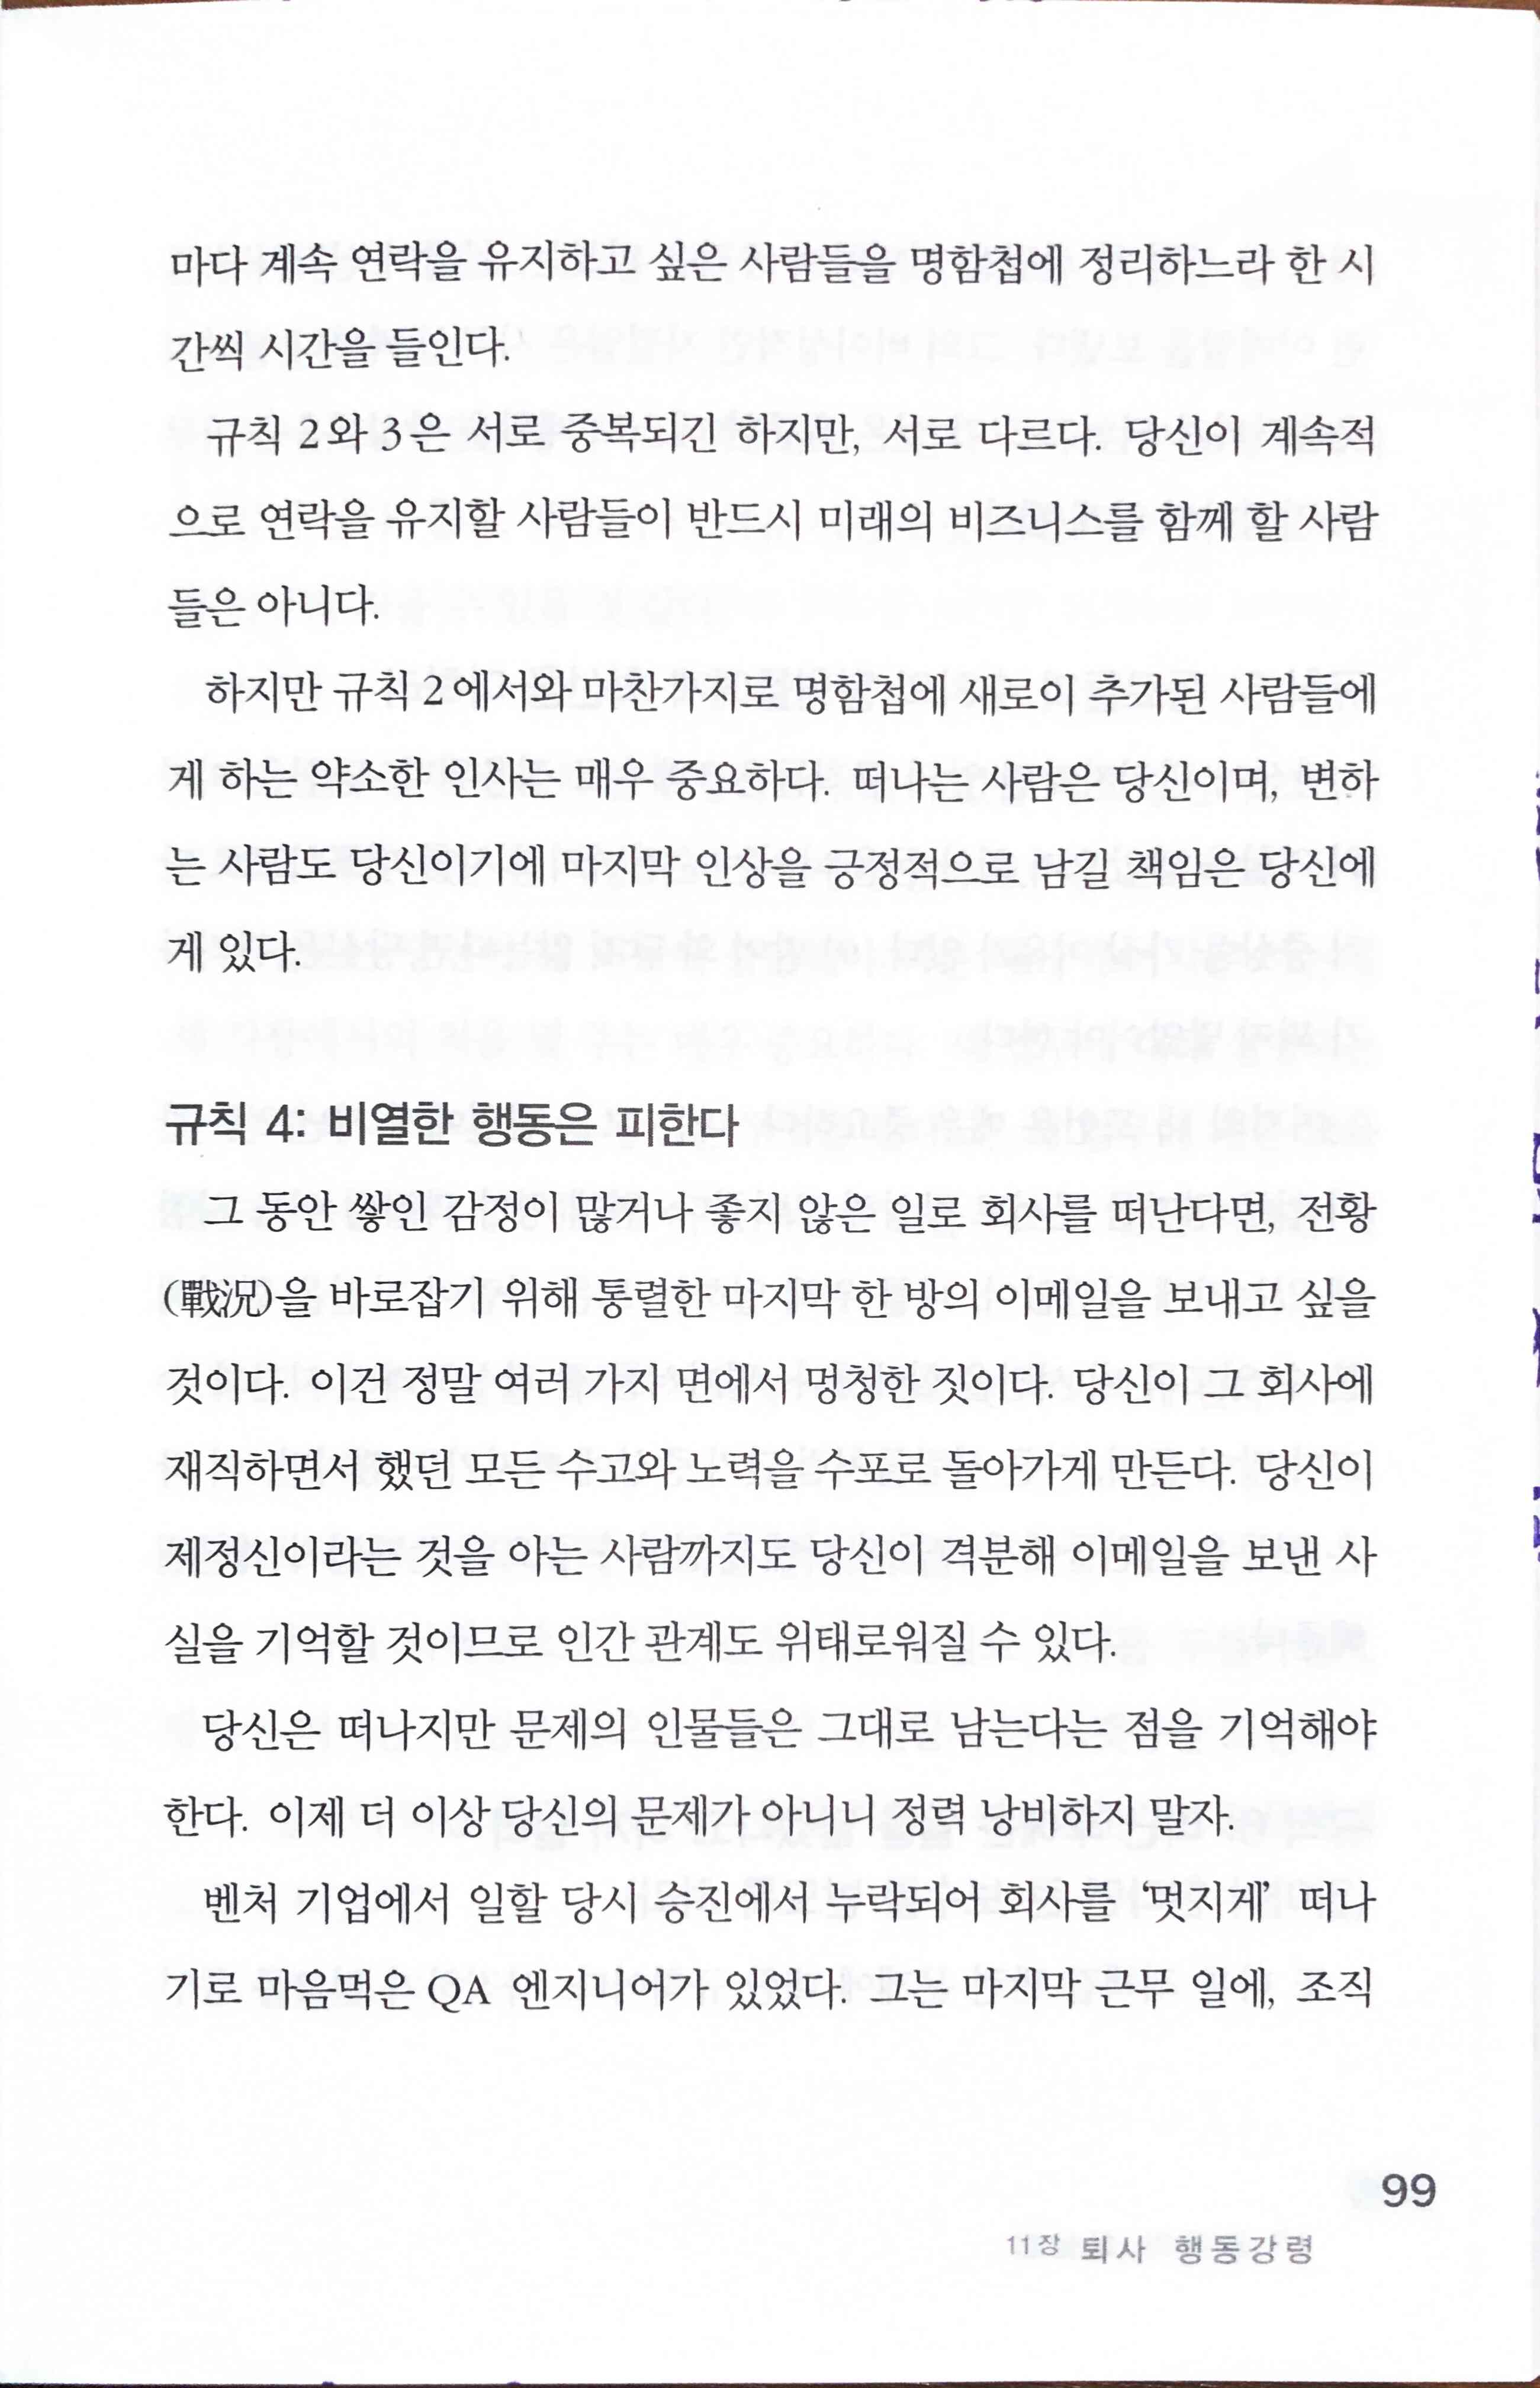 마다 계속 연락을 유지하고 싶은 사람들을 명함첩에 정리하느라 한 시
간씩 시간을 들인다.
규칙 2와 3은 서로 중복되긴 하지만, 서로 다르다. 당신이 계속적
으로 연락을 유지할 사람들이 반드시 미래의 비즈니스를 함께 할 사람
들은 아니다.
하지만 규칙 2에서와 마찬가지로 명함첩에 새로이 추가된 사람들에
게 하는 약소한 인사는 매우 중요하다. 떠나는 사람은 당신이며, 변하
는 사람도 당신이기에 마지막 인상을 긍정적으로 남길 책임은 당신에
게 있다.
규칙 4: 비열한 행동은 피한다
그 동안 쌓인 감정이 많거나 좋지 않은 일로 회사를 떠난다면, 전황
(戰況)을 바로잡기 위해 통렬한 마지막 한 방의 이메일을 보내고 싶을
것이다. 이건 정말 여러 가지 면에서 멍청한 짓이다. 당신이 그 회사에
재직하면서 했던 모든 수고와 노력을 수포로 돌아가게 만든다. 당신이
제정신이라는 것을 아는 사람까지도 당신이 격분해 이메일을 보낸 사
실을 기억할 것이므로 인간 관계도 위태로워질 수 있다.
당신은 떠나지만 문제의 인물들은 그대로 남는다는 점을 기억해야
한다. 이제 더 이상 당신의 문제가 아니니 정력 낭비하지 말자.
벤처 기업에서 일할 당시 승진에서 누락되어 회사를 ‘멋지게’ 떠나
기로 마음먹은 QA 엔지니어가 있었다. 그는 마지막 근무 일에, 조직
99
11장 퇴사 행동강령